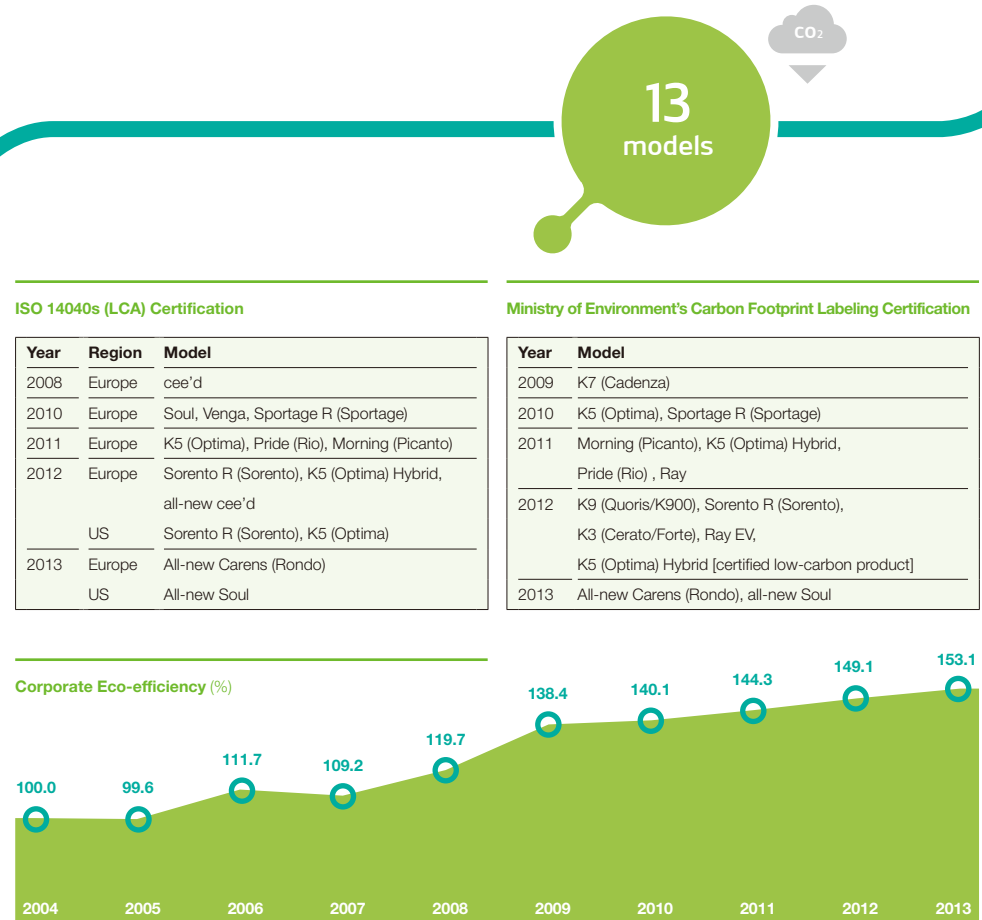 CO2
13
models
ISO 14040s (LCA) Certification
Year Region Model
2008 Europe cee'd
2010 Europe Soul, Venga, Sportage R (Sportage)
2011 Europe K5 (Optima), Pride (Rio), Morning (Picanto)
2012 Europe Sorento R (Sorento), K5 (Optima) Hybrid,
all-new cee'd
US Sorento R (Sorento), K5 (Optima)
2013 Europe All-new Carens (Rondo)
US All-new Soul
Ministry of Environment's Carbon Footprint Labeling Certification
Year Model
2009 K7 (Cadenza)
2010 K5 (Optima), Sportage R (Sportage)
2011 Morning (Picanto), K5 (Optima) Hybrid,
Pride (Rio) , Ray
2012 K9 (Quoris/K900), Sorento R (Sorento),
K3 (Cerato/Forte), Ray EV,
K5 (Optima) Hybrid [certified low-carbon product]
2013 All-new Carens (Rondo), all-new Soul
Corporate Eco-efficiency (%)
100.0 99.6 111.7 109.2 119.7 138.4 140.1 144.3 149.1 153.1
2004 2005 2006 2007 2008 2009 2010 2011 2012 2013